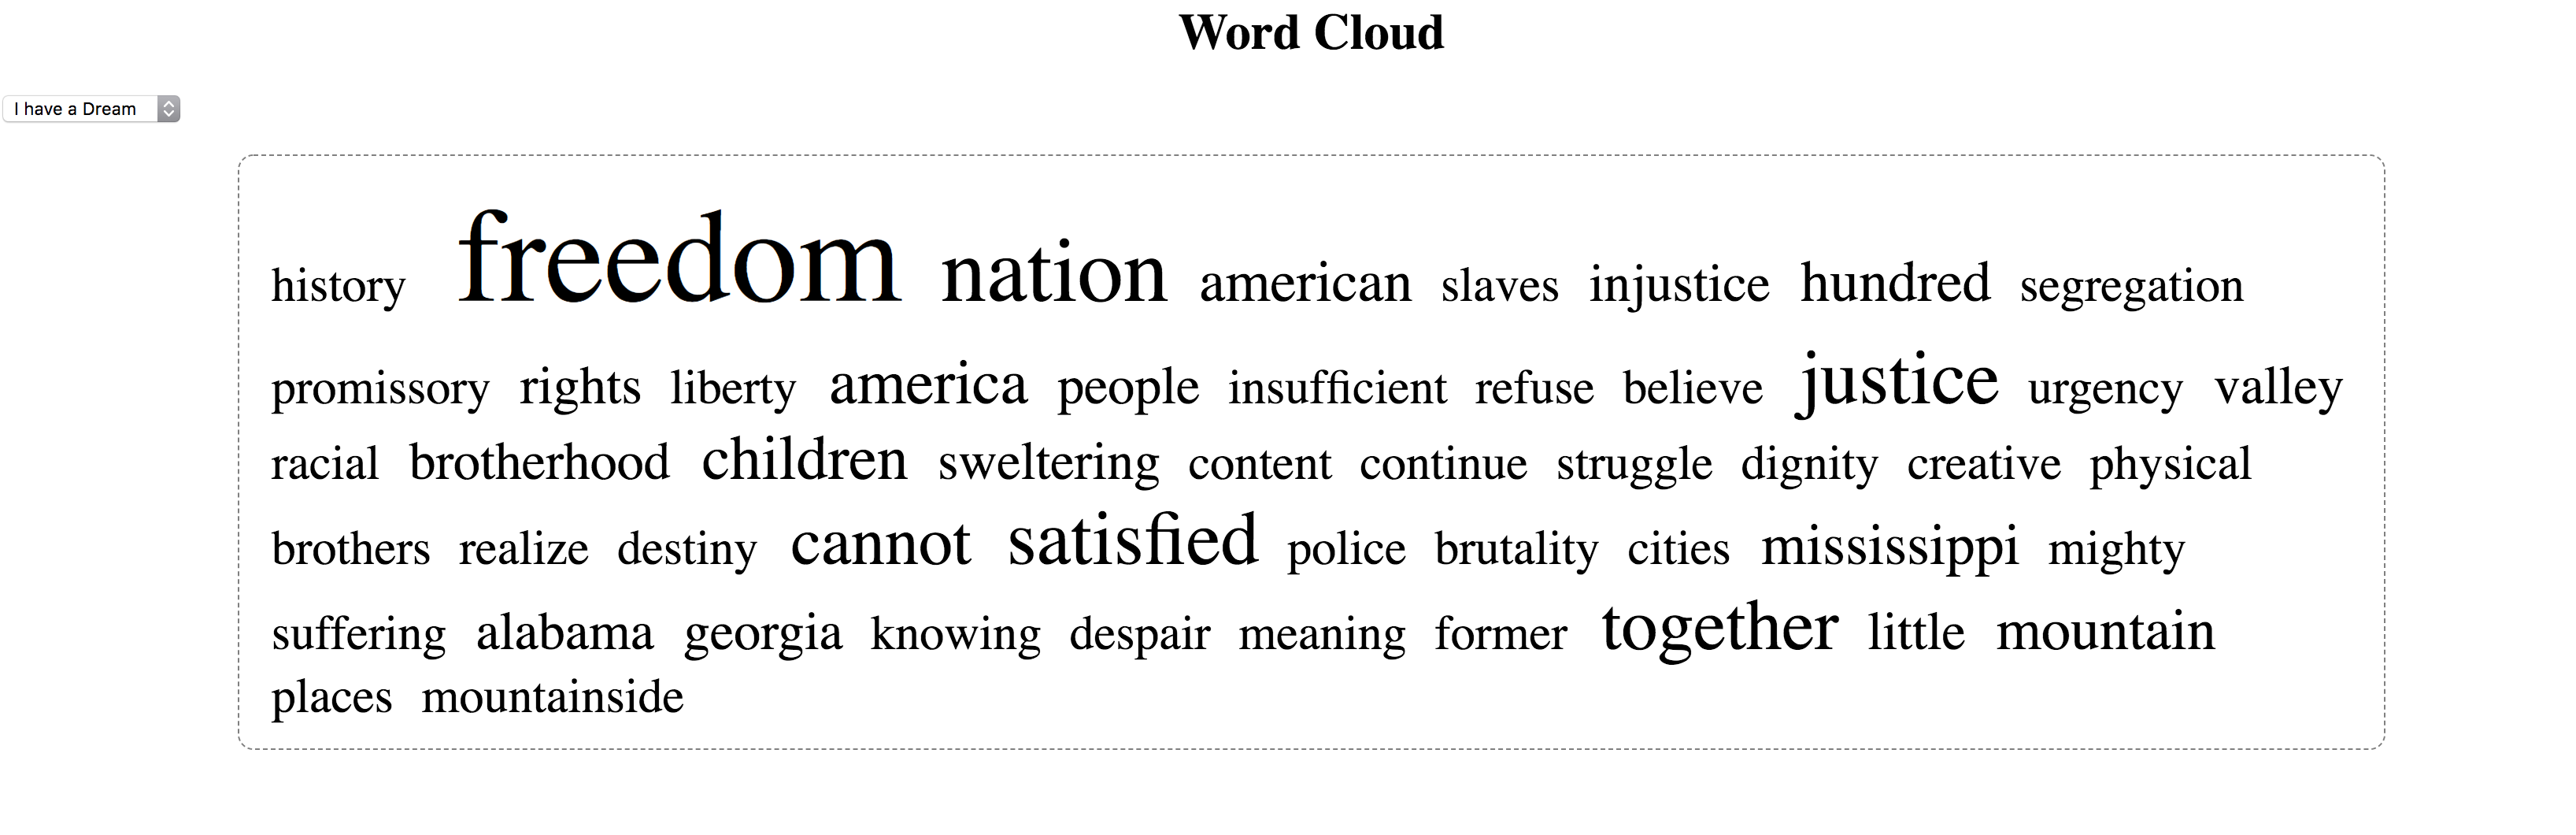 Word Cloud
I have a Dream
history freedom nation american slaves injustice hundred segregation
promissory rights liberty america people insufficient refuse believe justice urgency valley
racial brotherhood children sweltering content continue struggle dignity creative physical
brothers realize destiny cannot satisfied police brutality cities mississippi mighty
suffering alabama georgia knowing despair meaning former together little mountain
places mountainside